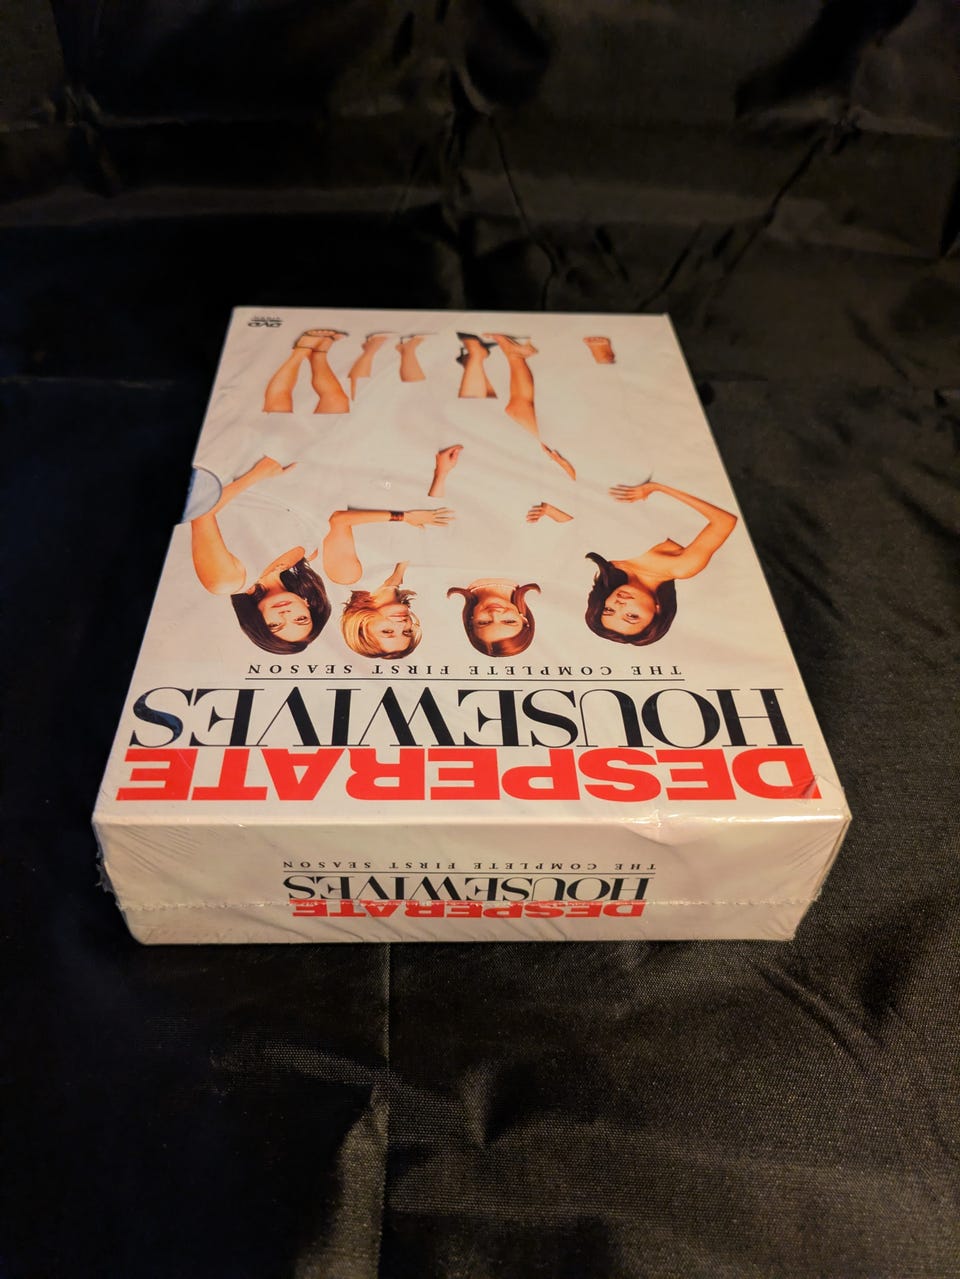 DESPERATE
HOUSEWIVES
THE COMPLETE FIRST SEASON
DVD
DESPERATE
HOUSEWIVES
THE COMPLETE FIRST SEASON